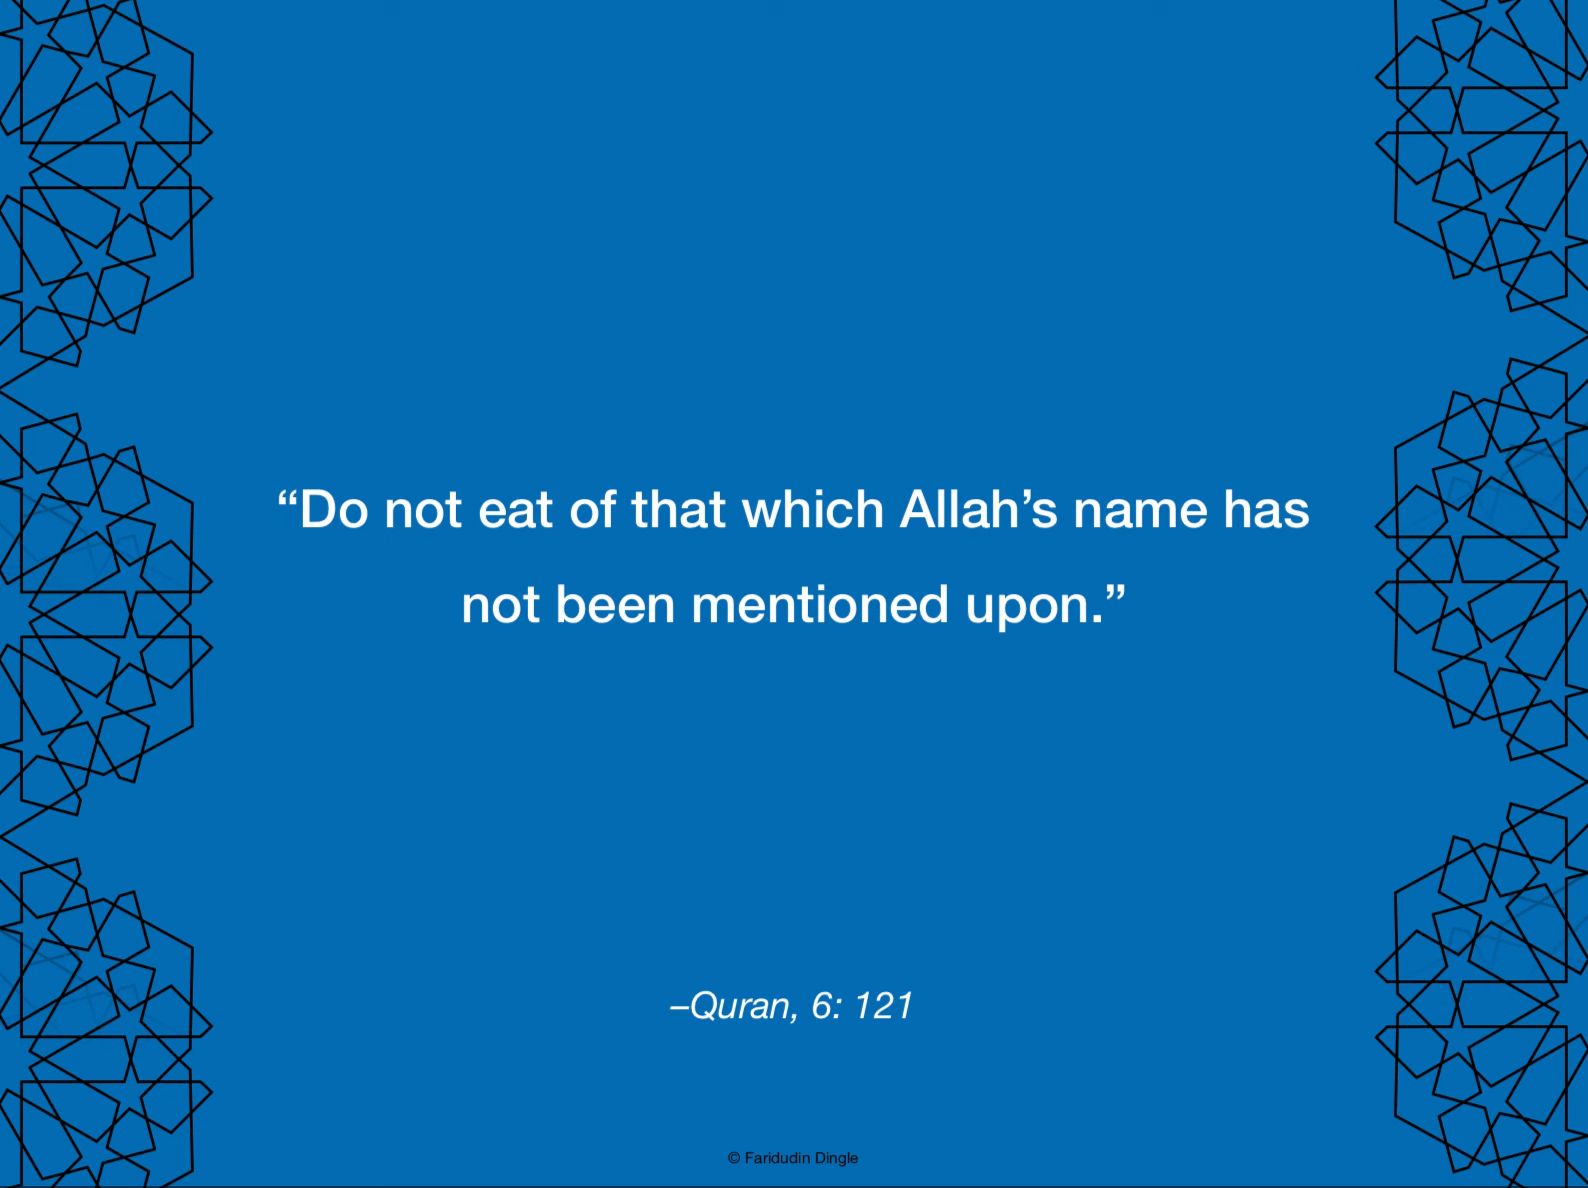 “Do not eat of that which Allah’s name has
not been mentioned upon.”
–Quran, 6: 121
© Faridudin Dingle